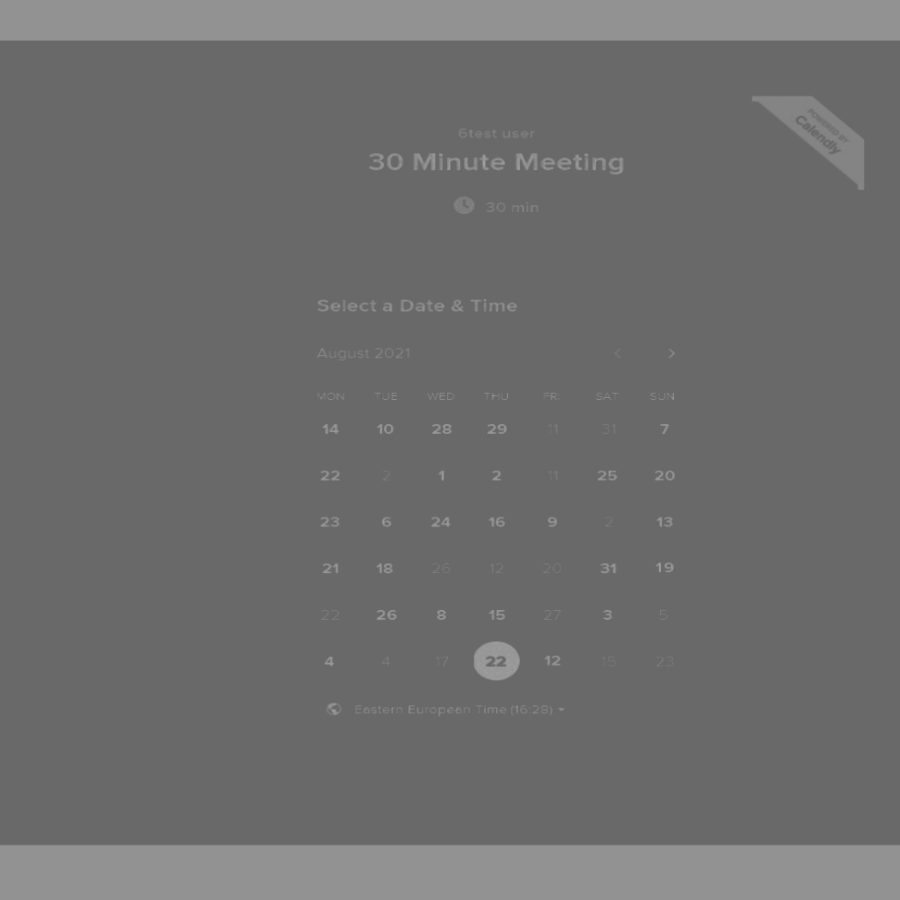 POWERED BY
Calendly
6test user
30 Minute Meeting
30 min
Select a Date & Time
August 2021
MON TUE WED THU FRI SAT SUN
14 10 28 29 11 31 7
22 2 1 2 11 25 20
23 6 24 16 9 2 13
21 18 26 12 20 31 19
22 26 8 15 27 3 5
4 4 17 22 12 15 23
Eastern European Time (16:28)